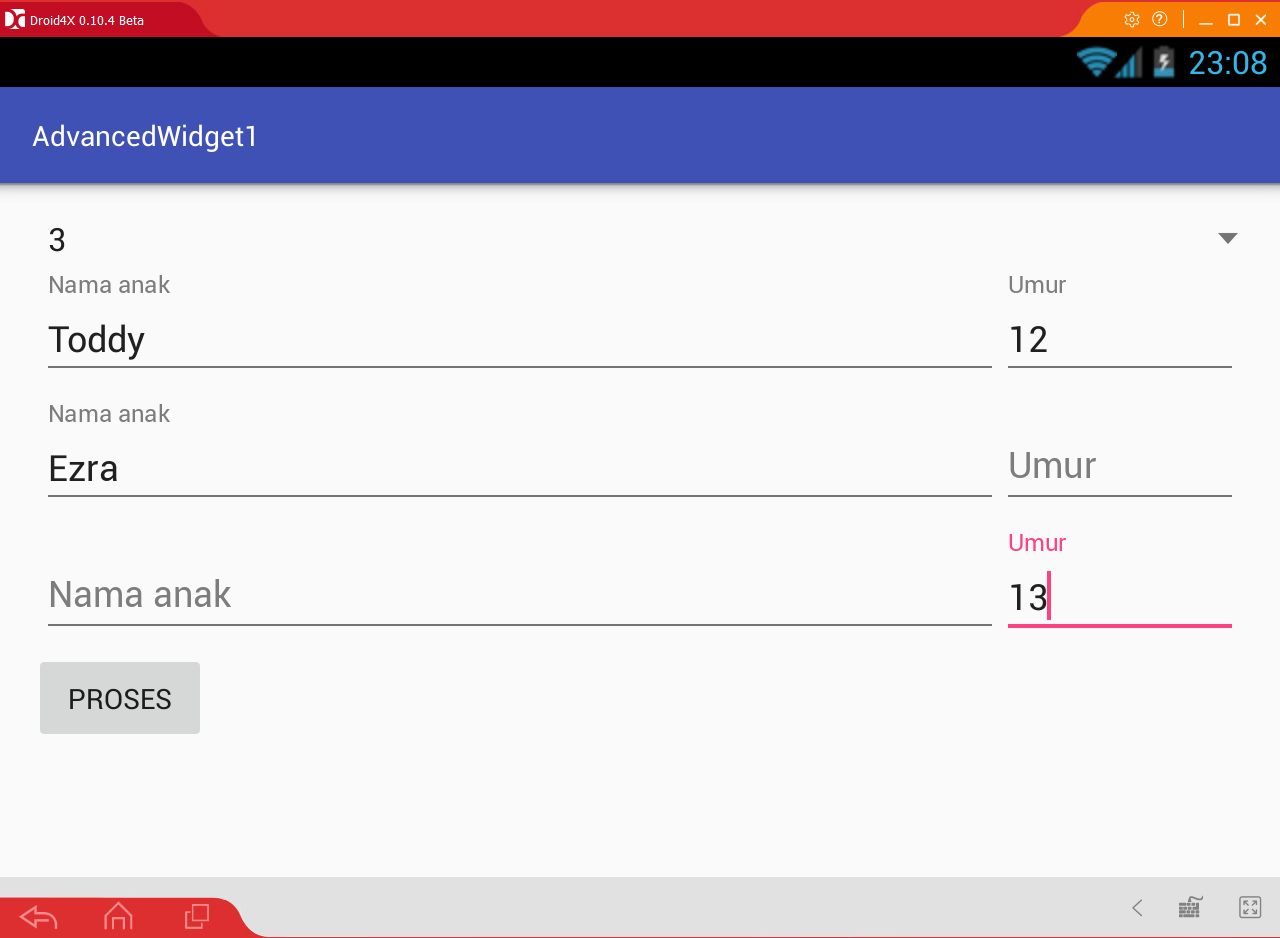 Droid4X 0.10.4 Beta
23:08
AdvancedWidget1
3
Nama anak Umur
Toddy 12
Nama anak
Ezra Umur
Umur
Nama anak 13
PROSES